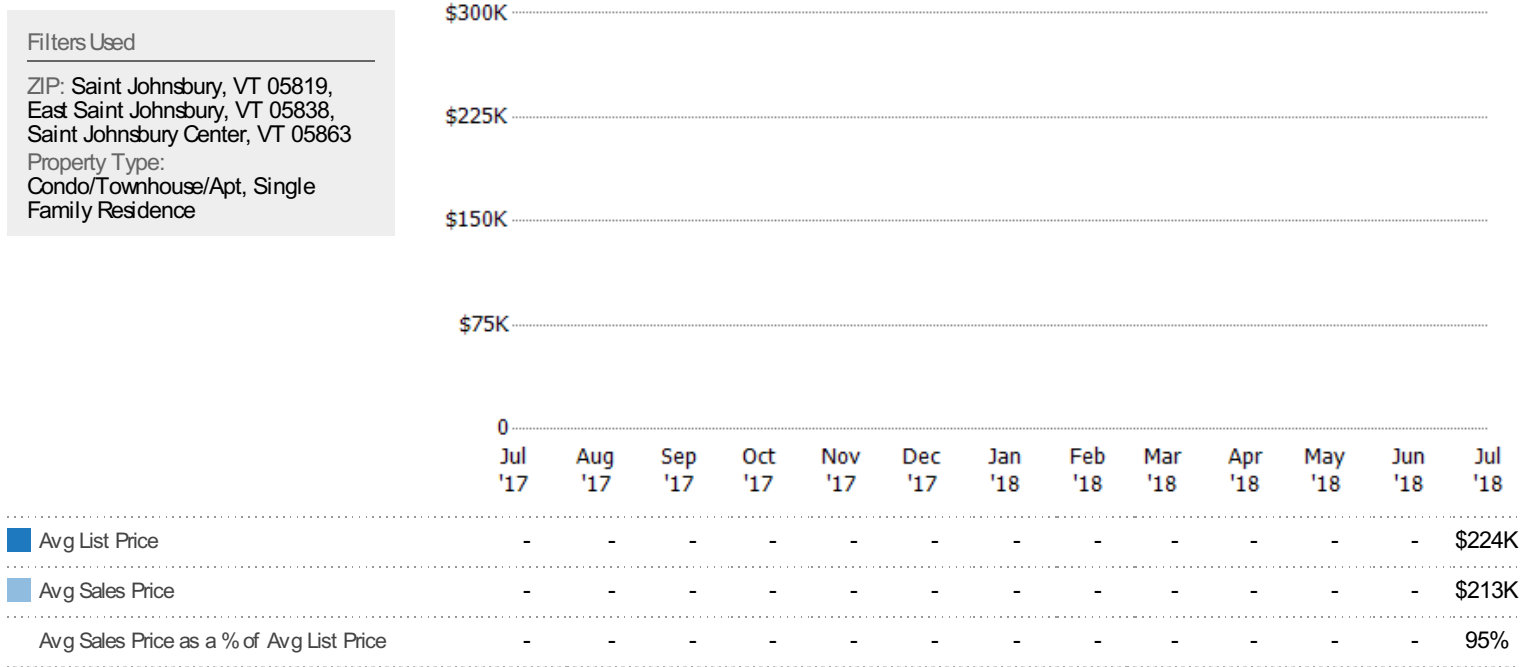 Filters Used
ZIP: Saint Johnsbury, VT 05819,
East Saint Johnsbury, VT 05838,
Saint Johnsbury Center, VT 05863
Property Type:
Condo/Townhouse/Apt, Single
Family Residence
$300K
$225K
$150K
$75K
0
Jul Aug Sep Oct Nov Dec Jan Feb Mar Apr May Jun Jul
'17 '17 '17 '17 '17 '17 '18 '18 '18 '18 '18 '18 '18
Avg List Price - - - - - - - - - - - - $224K
Avg Sales Price - - - - - - - - - - - - $213K
Avg Sales Price as a % of Avg List Price - - - - - - - - - - - - 95%